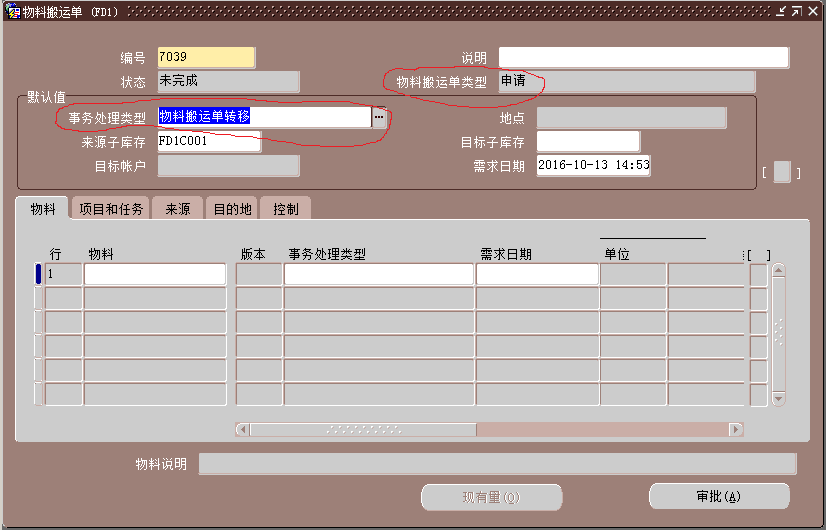 物料搬运单 (FD1)
编号 7039 说明
状态 未完成 物料搬运单类型 申请
默认值
事务处理类型 物料搬运单转移 ... 地点
来源子库存 FD1C001 目标子库存
目标帐户 需求日期 2016-10-13 14:53 [ ]
物料 项目和任务 来源 目的地 控制
行 物料 版本 事务处理类型 需求日期 单位 [ ]
1
物料说明
现有量(Q) 审批(A)